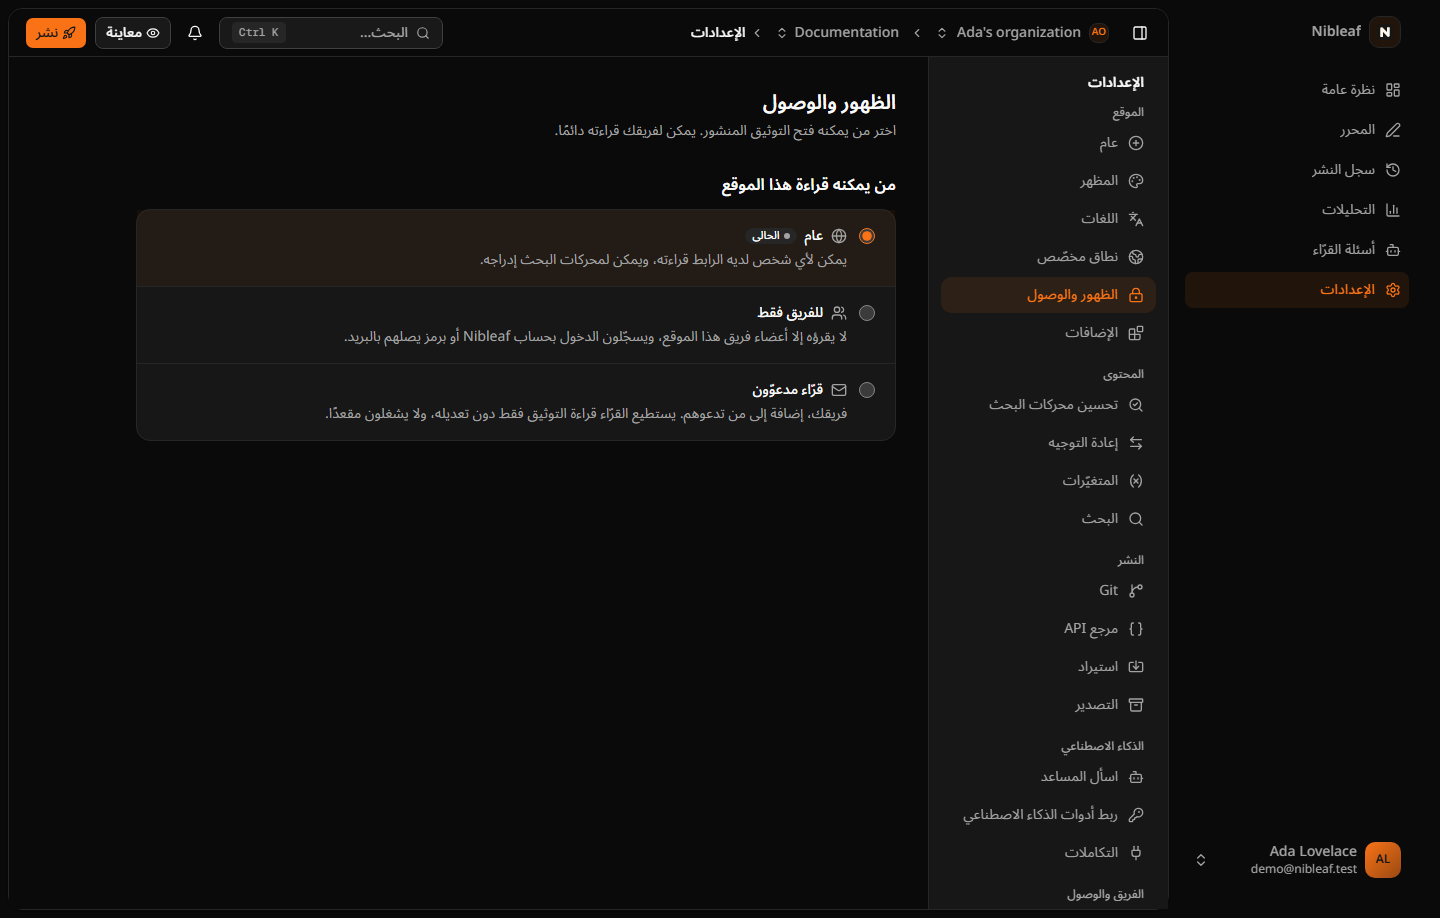 Nibleaf
N
نظرة عامة
المحرر
سجل النشر
التحليلات
أسئلة القرّاء
الإعدادات
Ada Lovelace
demo@nibleaf.test
AL
AO
Ada's organization
Documentation
الإعدادات
البحث...
Ctrl K
معاينة
نشر
الإعدادات
الموقع
عام
المظهر
اللغات
نطاق مخصّص
الظهور والوصول
الإضافات
المحتوى
تحسين محركات البحث
إعادة التوجيه
المتغيّرات
البحث
النشر
Git
مرجع API
استيراد
التصدير
الذكاء الاصطناعي
اسأل المساعد
ربط أدوات الذكاء الاصطناعي
التكاملات
الفريق والوصول
الظهور والوصول
اختر من يمكنه فتح التوثيق المنشور. يمكن لفريقك قراءته دائمًا.
من يمكنه قراءة هذا الموقع
عام
الحالي
يمكن لأي شخص لديه الرابط قراءته، ويمكن لمحركات البحث إدراجه.
للفريق فقط
لا يقرؤه إلا أعضاء فريق هذا الموقع، ويسجّلون الدخول بحساب Nibleaf أو برمز يصلهم بالبريد.
قرّاء مدعوّون
فريقك، إضافة إلى من تدعوهم. يستطيع القرّاء قراءة التوثيق فقط دون تعديله، ولا يشغلون مقعدًا.